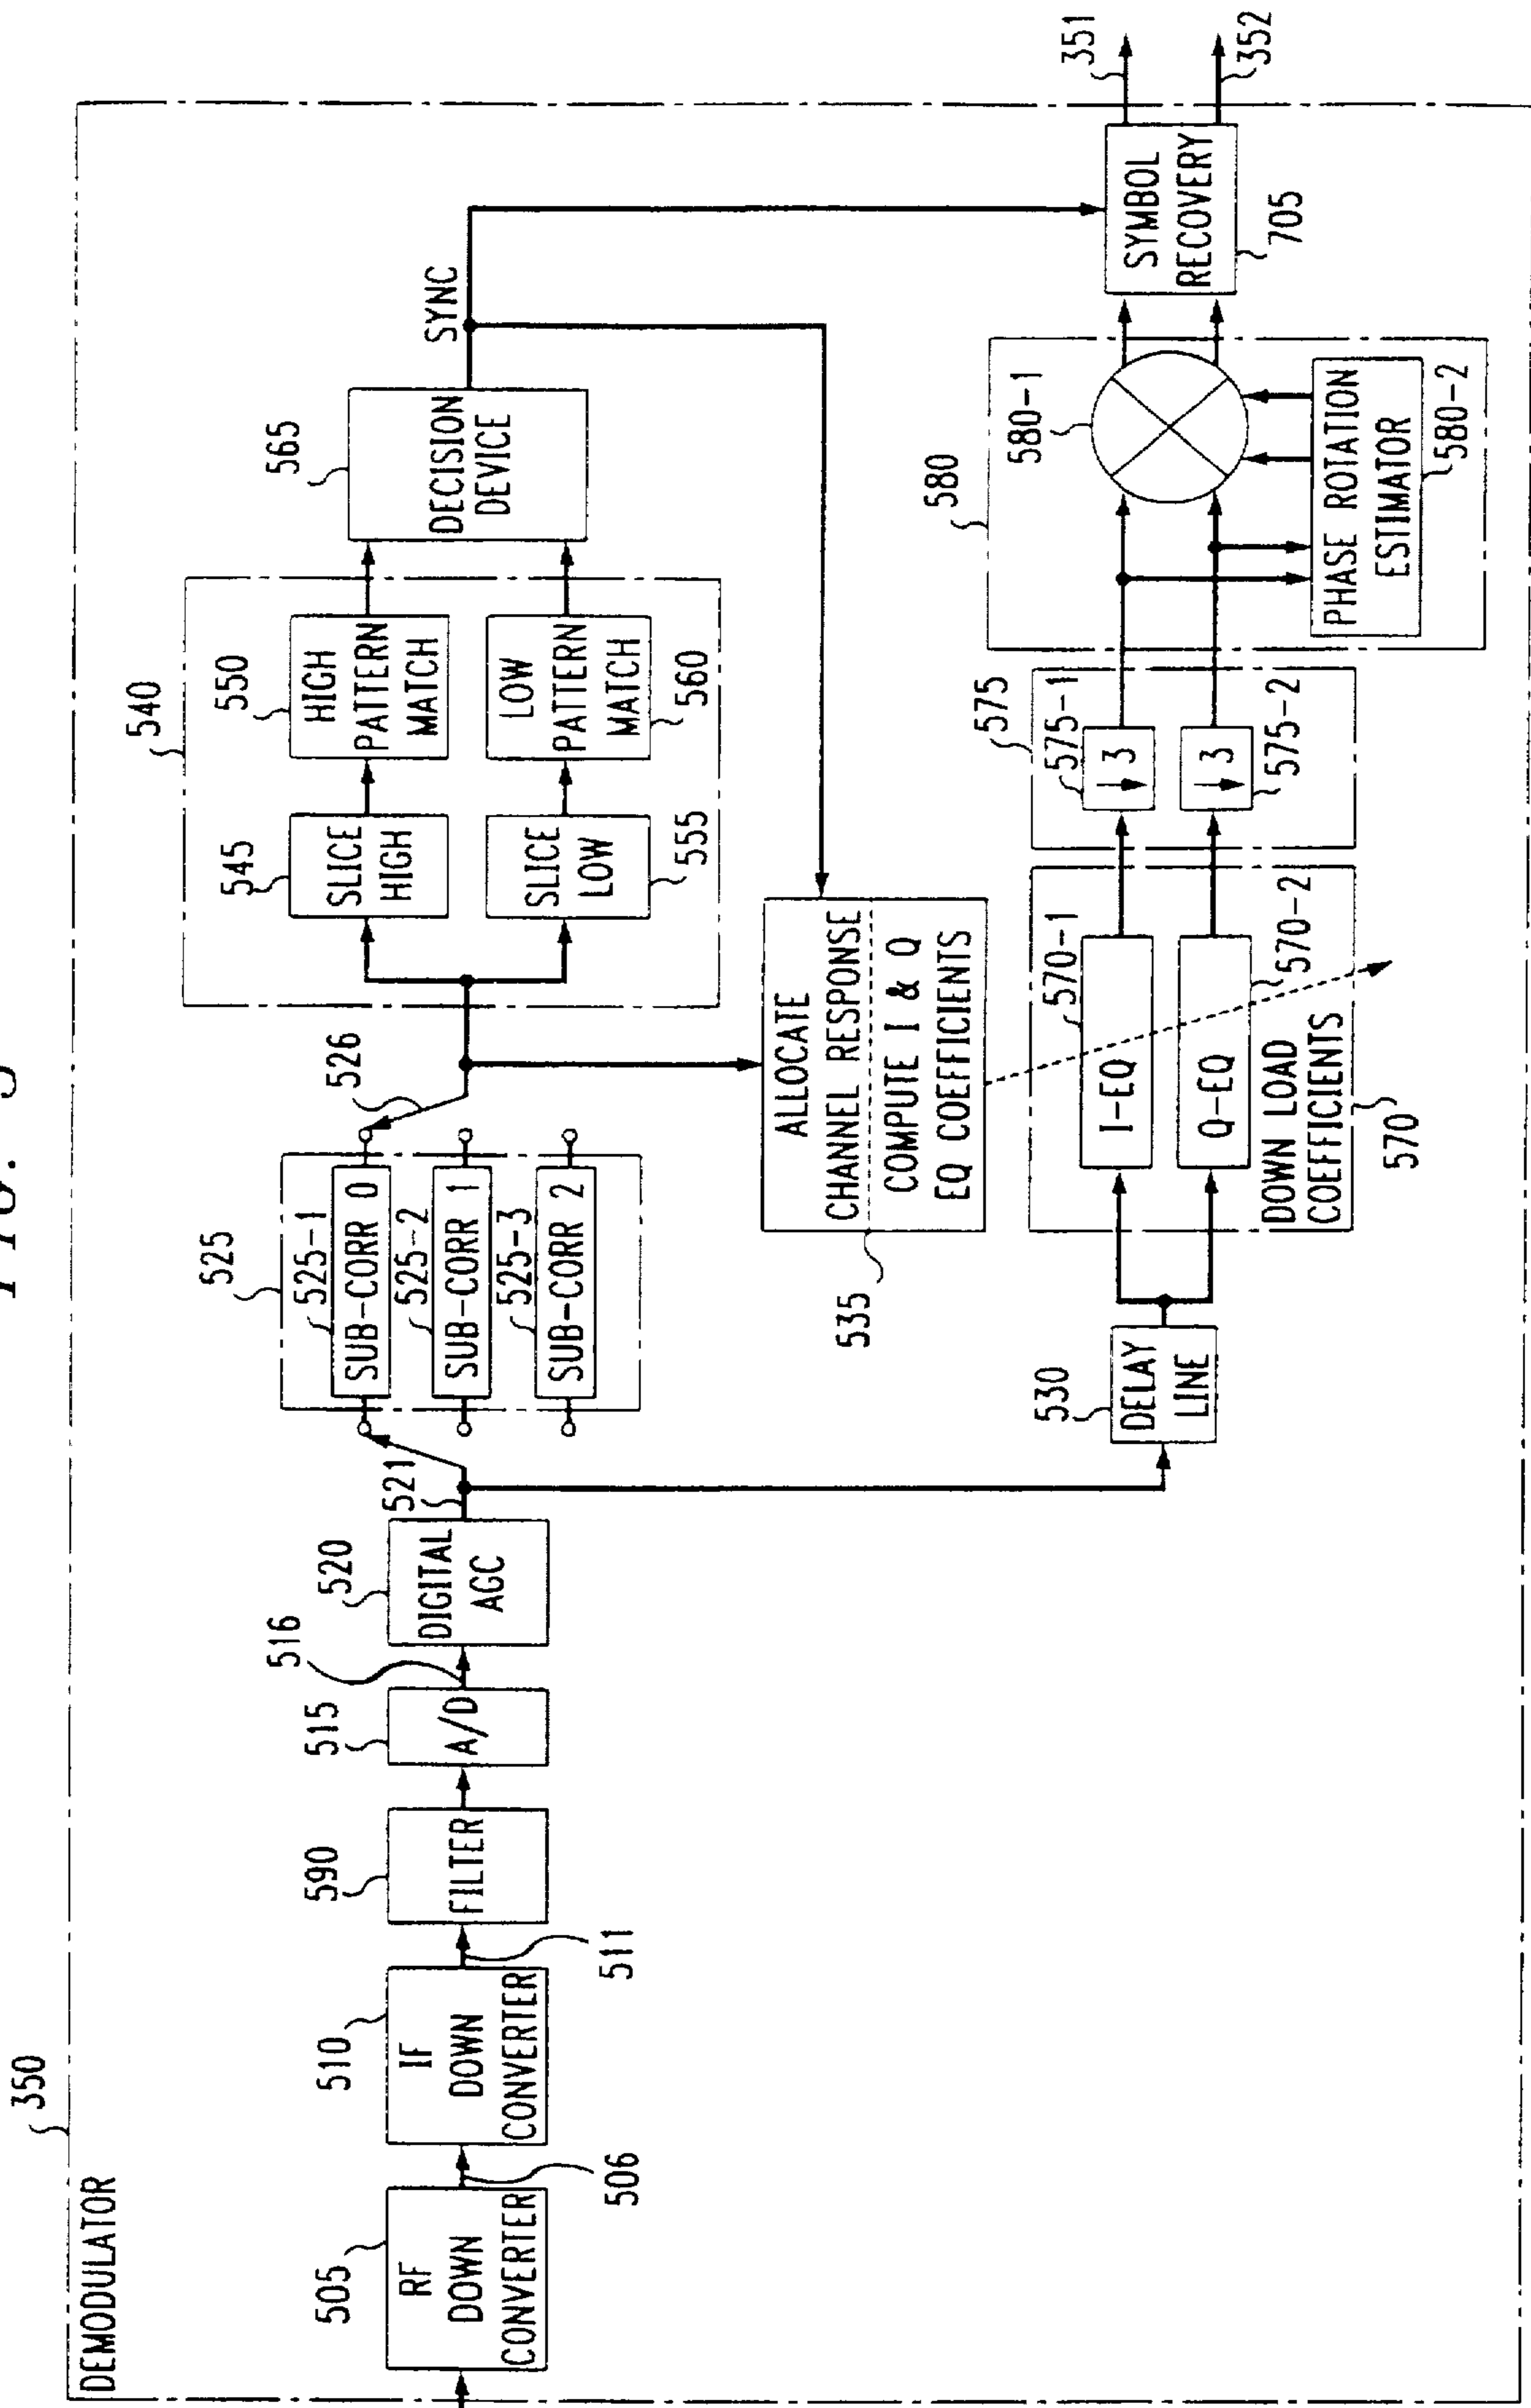 FIG. 5
350
DEMODULATOR
505
RF
DOWN
CONVERTER
506
510
IF
DOWN
CONVERTER
511
590
FILTER
515
A/D
516
520
DIGITAL
AGC
521
525
525-1
SUB-CORR 0
525-2
SUB-CORR 1
525-3
SUB-CORR 2
526
540
545
SLICE
HIGH
550
HIGH
PATTERN
MATCH
SLICE
LOW
555
LOW
PATTERN
MATCH
560
565
DECISION
DEVICE
SYNC
535
ALLOCATE
CHANNEL RESPONSE
COMPUTE I & Q
EQ COEFFICIENTS
530
DELAY
LINE
570-1
I-EQ
Q-EQ
570-2
DOWN LOAD
COEFFICIENTS
570
575
575-1
↓ 3
↓ 3
575-2
580
580-1
PHASE ROTATION
ESTIMATOR
580-2
SYMBOL
RECOVERY
705
351
352